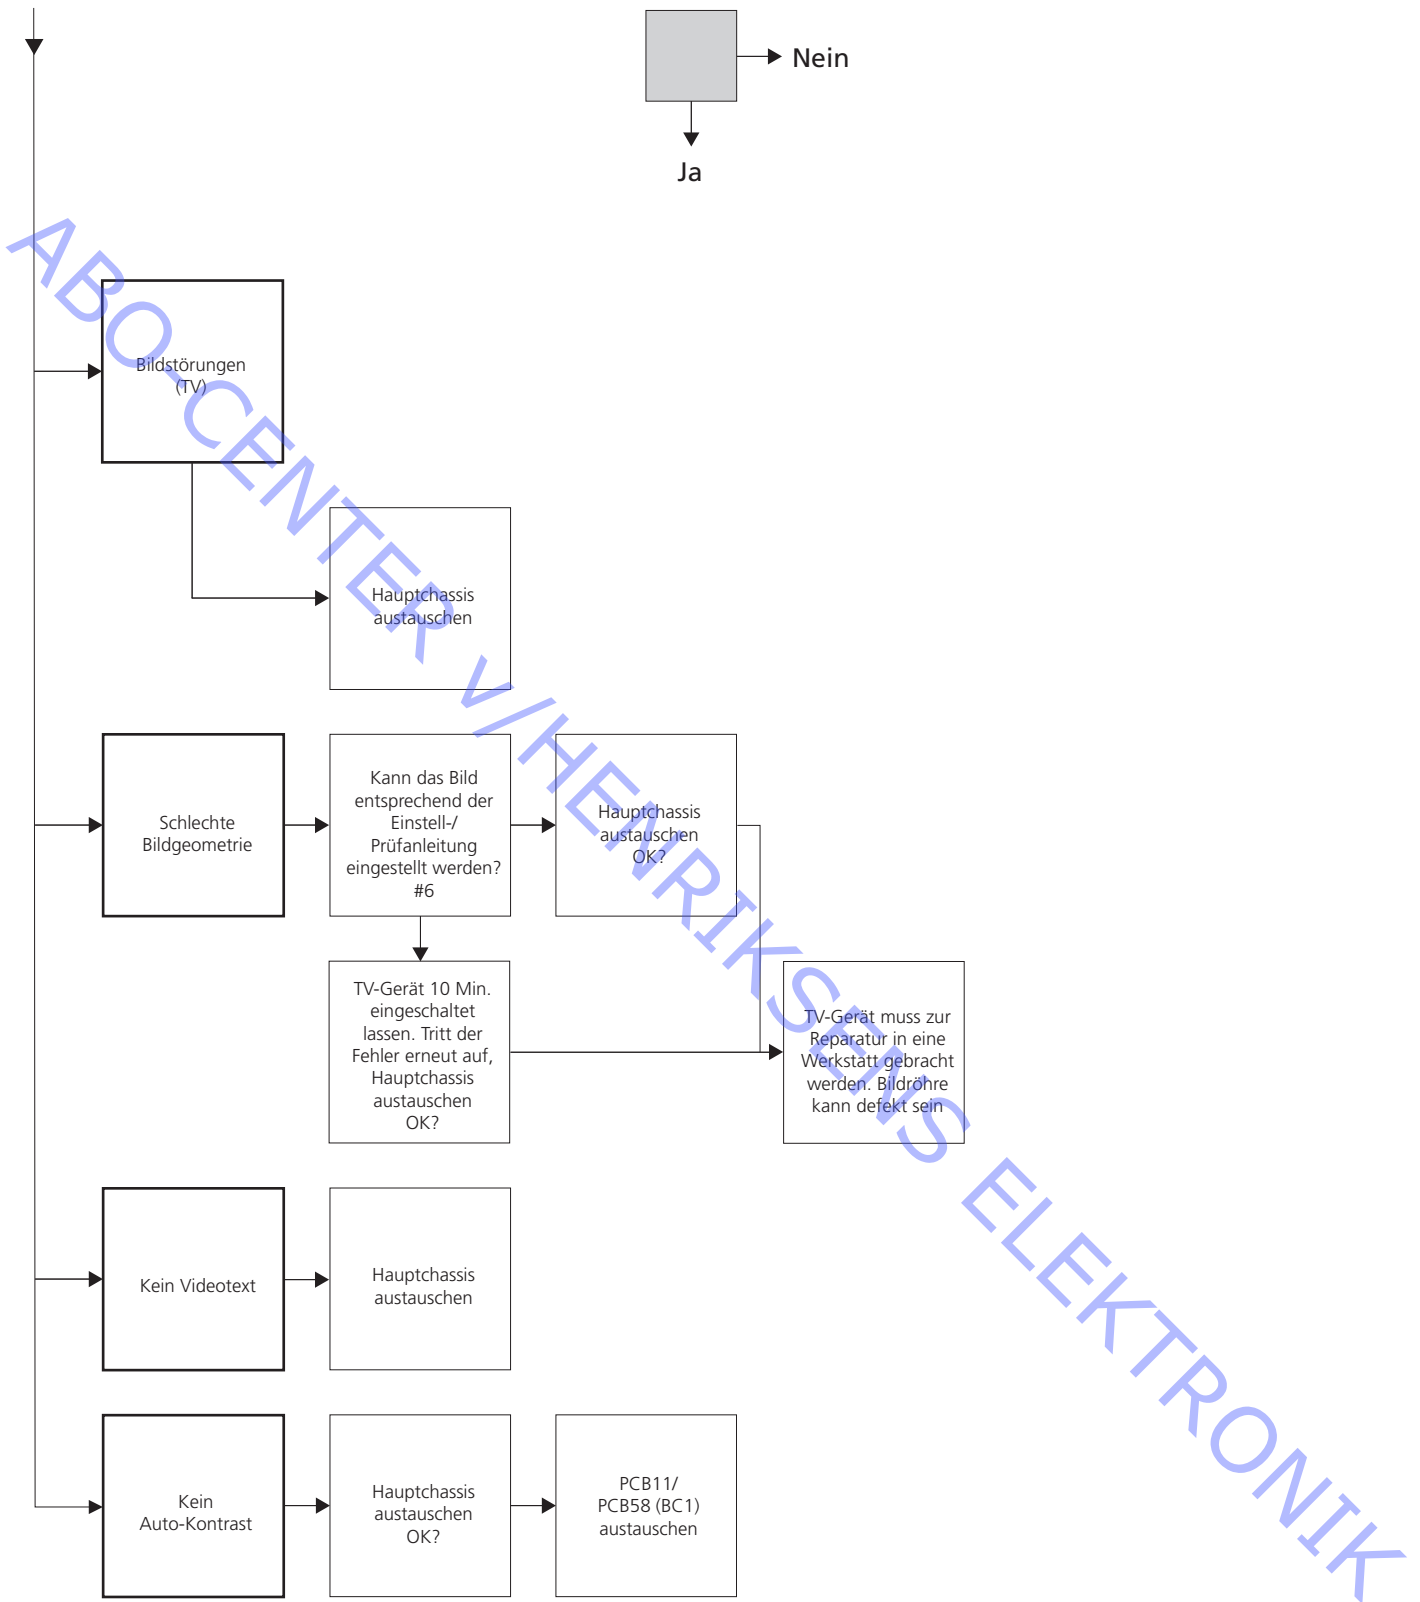 Nein
Ja
Bildstörungen
(TV)
Hauptchassis
austauschen
Schlechte
Bildgeometrie
Kann das Bild
entsprechend der
Einstell-/
Prüfanleitung
eingestellt werden?
#6
Hauptchassis
austauschen
OK?
TV-Gerät 10 Min.
eingeschaltet
lassen. Tritt der
Fehler erneut auf,
Hauptchassis
austauschen
OK?
TV-Gerät muss zur
Reparatur in eine
Werkstatt gebracht
werden. Bildröhre
kann defekt sein
Kein Videotext
Hauptchassis
austauschen
Kein
Auto-Kontrast
Hauptchassis
austauschen
OK?
PCB11/
PCB58 (BC1)
austauschen
ABO-CENTER v/HENRIKSENS ELEKTRONIK